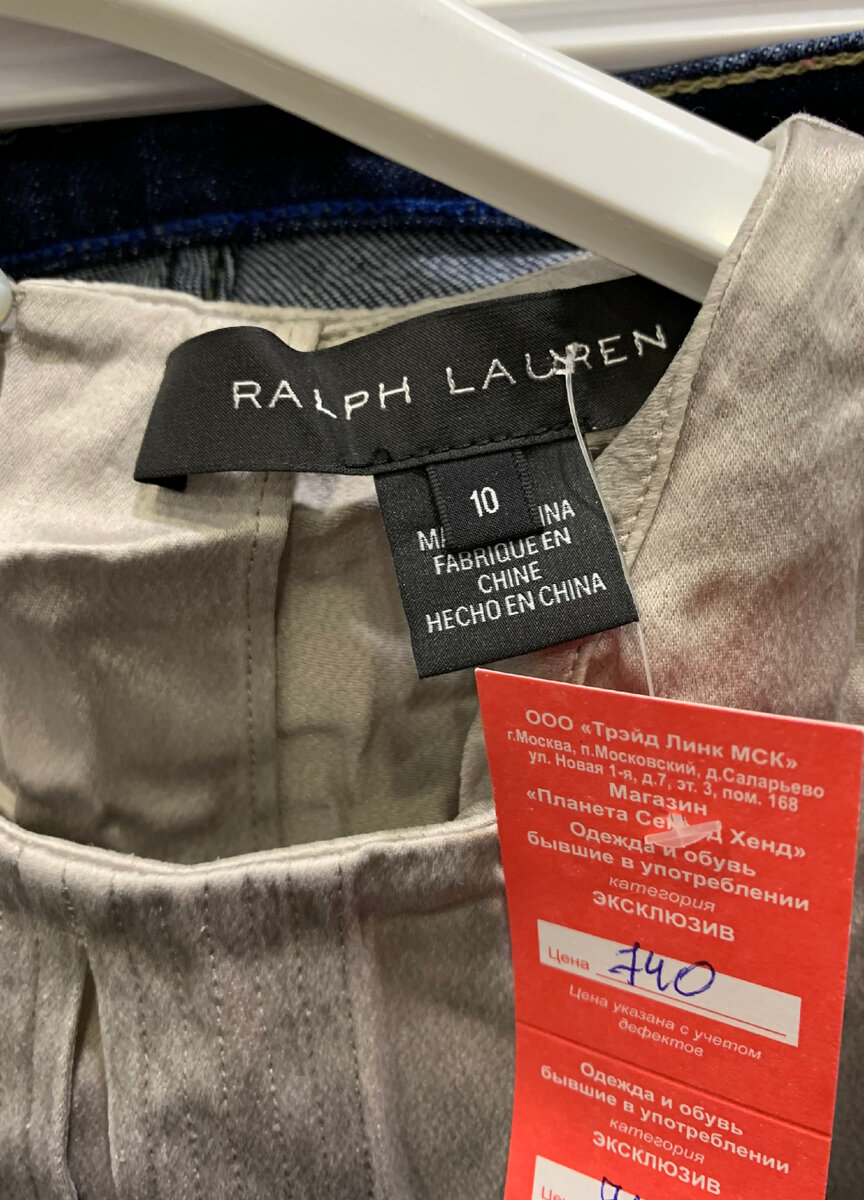 RALPH LAUREN
10
FABRIQUE EN
CHINE
HECHO EN CHINA
ООО «Трэйд Линк МСК»
г.Москва, п.Московский, д.Саларьево
ул. Новая 1-я, д.7, эт. 3, пом. 168
Магазин
«Планета Хенд»
Одежда и обувь
бывшие в употреблении
категория
ЭКСКЛЮЗИВ
Цена 740
Цена указана с учетом
дефектов
Одежда и обувь
бывшие в употреблении
категория
ЭКСКЛЮЗИВ